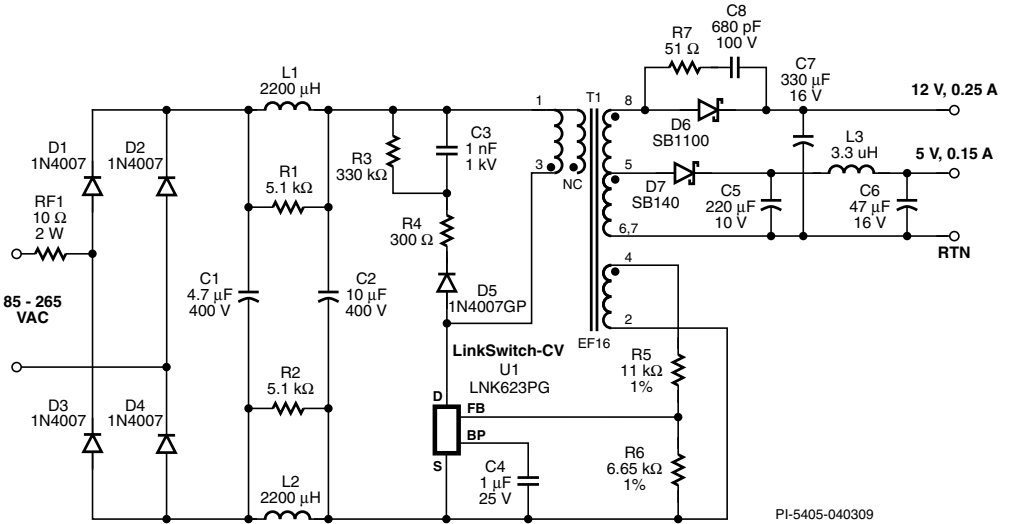 C8
680 pF
100 V
R7
51 Ω
C7
330 µF
16 V
L1
2200 µH
T1
12 V, 0.25 A
1
8
D6
SB1100
L3
3.3 uH
5 V, 0.15 A
D1
1N4007
D2
1N4007
R3
330 kΩ
C3
1 nF
1 kV
3
NC
5
D7
SB140
C5
220 µF
10 V
C6
47 µF
16 V
R1
5.1 kΩ
RF1
10 Ω
2 W
R4
300 Ω
6,7
RTN
4
85 - 265
VAC
C1
4.7 µF
400 V
C2
10 µF
400 V
D5
1N4007GP
2
EF16
LinkSwitch-CV
U1
LNK623PG
R5
11 kΩ
1%
R2
5.1 kΩ
D3
1N4007
D4
1N4007
D
FB
BP
S
R6
6.65 kΩ
1%
C4
1 µF
25 V
L2
2200 µH
PI-5405-040309